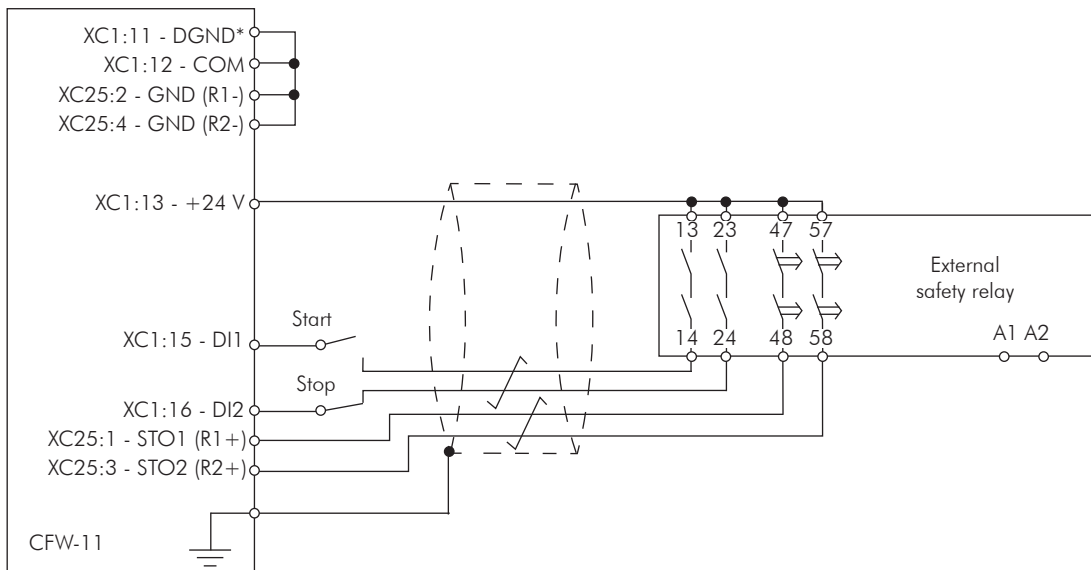 XC1:11 - DGND*
XC1:12 - COM
XC25:2 - GND (R1-)
XC25:4 - GND (R2-)
XC1:13 - +24 V
13 23 47 57
External
safety relay
Start
XC1:15 - DI1
14 24 48 58
A1 A2
Stop
XC1:16 - DI2
XC25:1 - STO1 (R1+)
XC25:3 - STO2 (R2+)
CFW-11